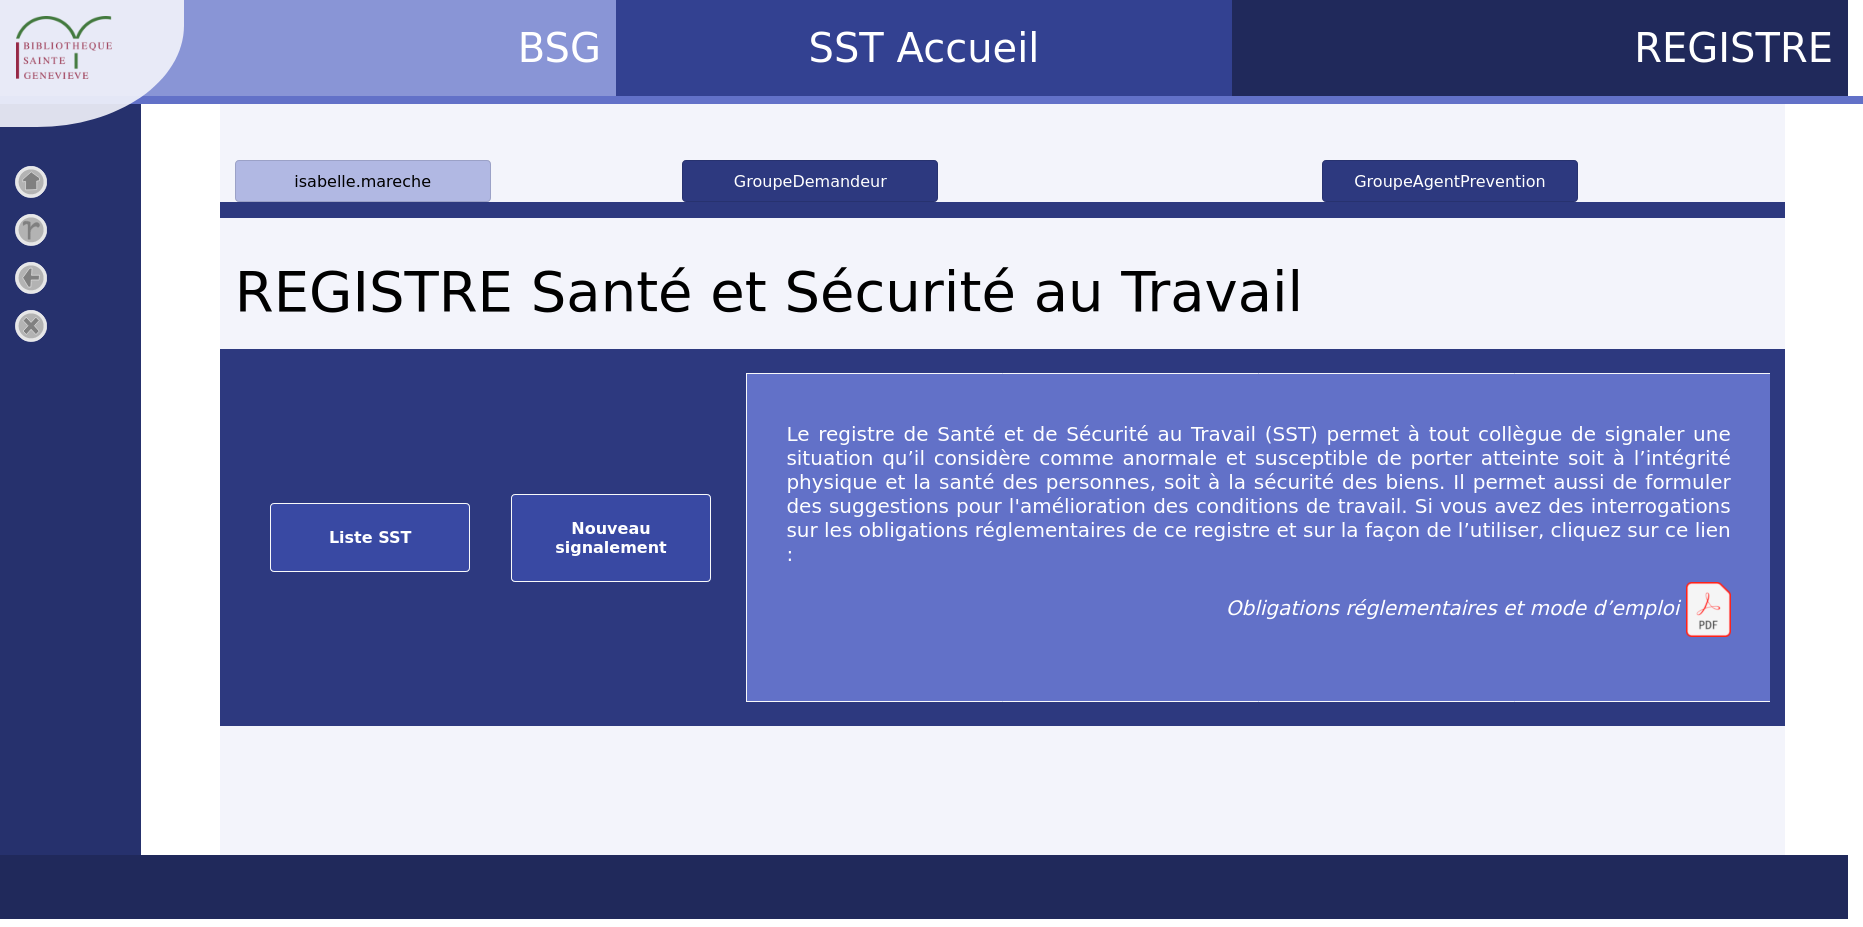 BIBLIOTHEQUE
SAINTE
GENEVIEVE
BSG
SST Accueil
REGISTRE
isabelle.mareche
GroupeDemandeur
GroupeAgentPrevention
REGISTRE Santé et Sécurité au Travail
Liste SST
Nouveau
signalement
Le registre de Santé et de Sécurité au Travail (SST) permet à tout collègue de signaler une
situation qu’il considère comme anormale et susceptible de porter atteinte soit à l’intégrité
physique et la santé des personnes, soit à la sécurité des biens. Il permet aussi de formuler
des suggestions pour l'amélioration des conditions de travail. Si vous avez des interrogations
sur les obligations réglementaires de ce registre et sur la façon de l’utiliser, cliquez sur ce lien
:
Obligations réglementaires et mode d’emploi
PDF